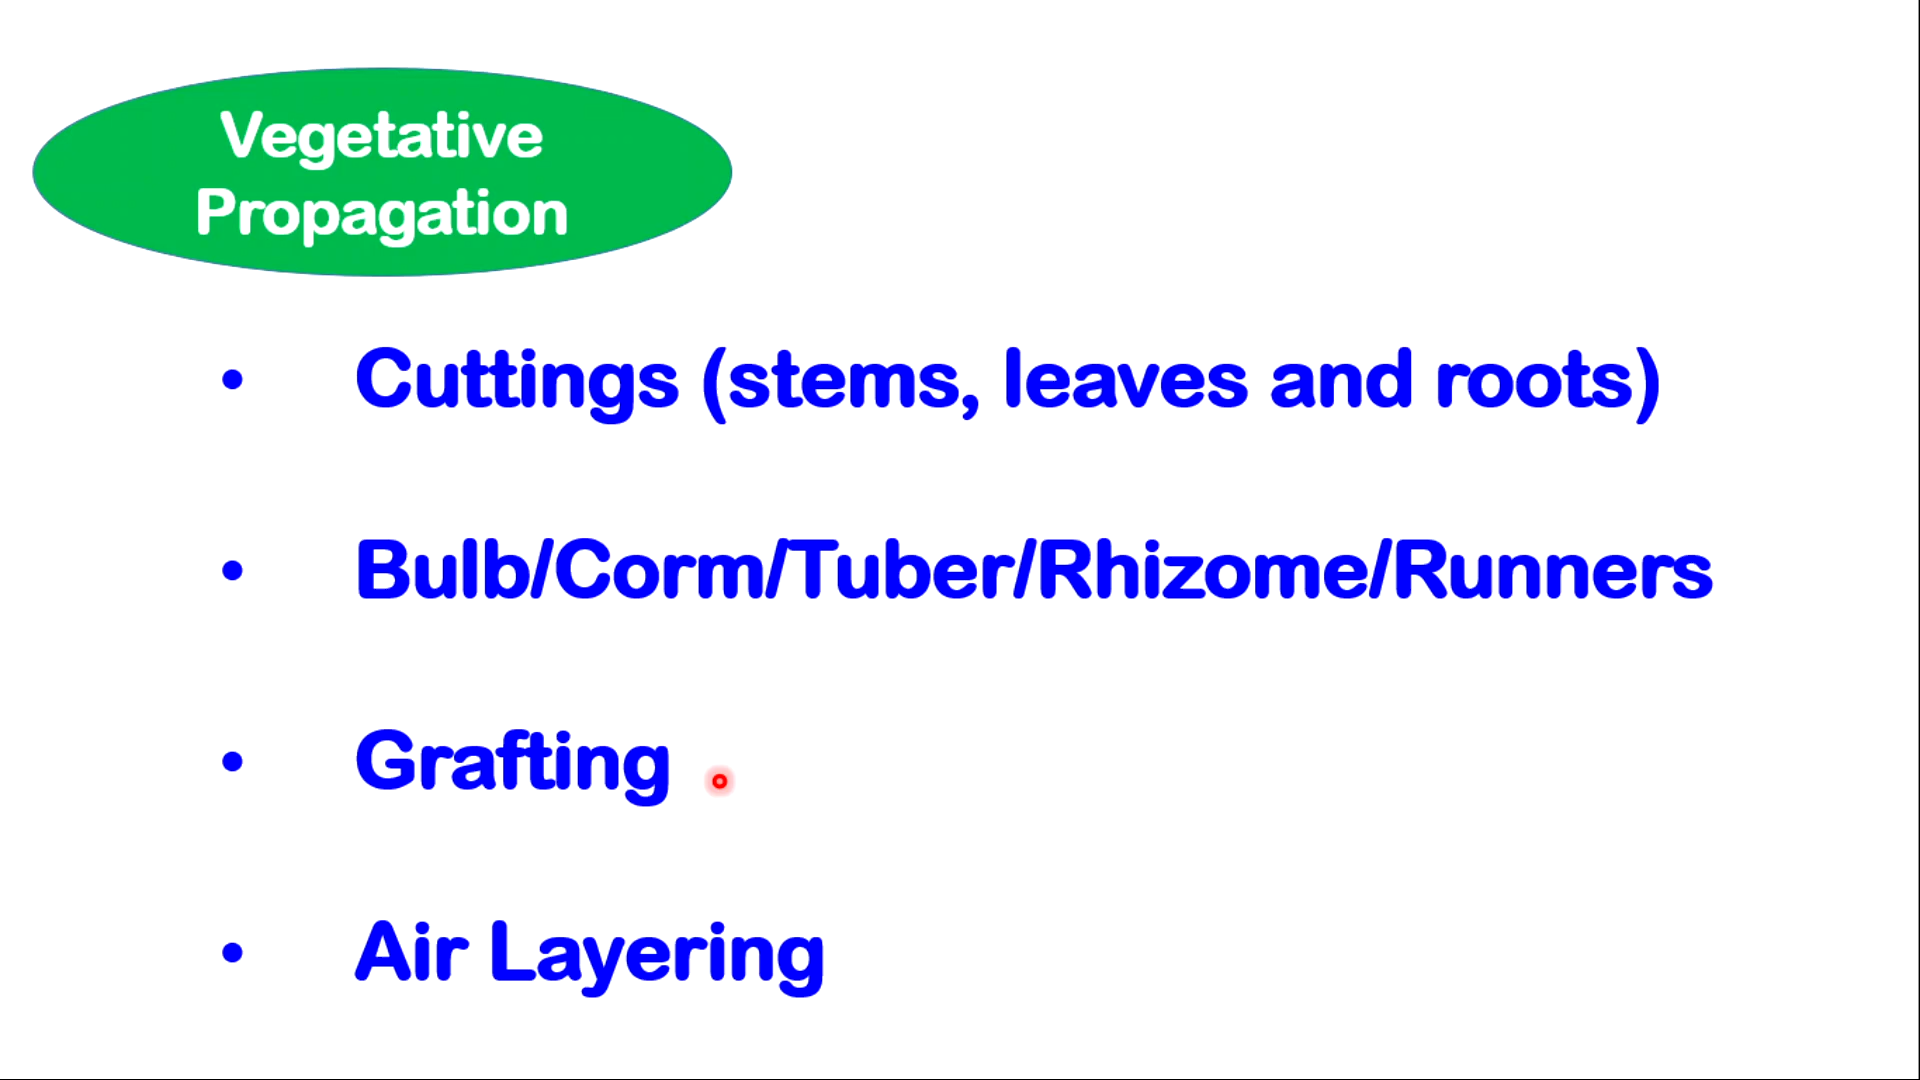 Vegetative
Propagation
• Cuttings (stems, leaves and roots)
• Bulb/Corm/Tuber/Rhizome/Runners
• Grafting
• Air Layering